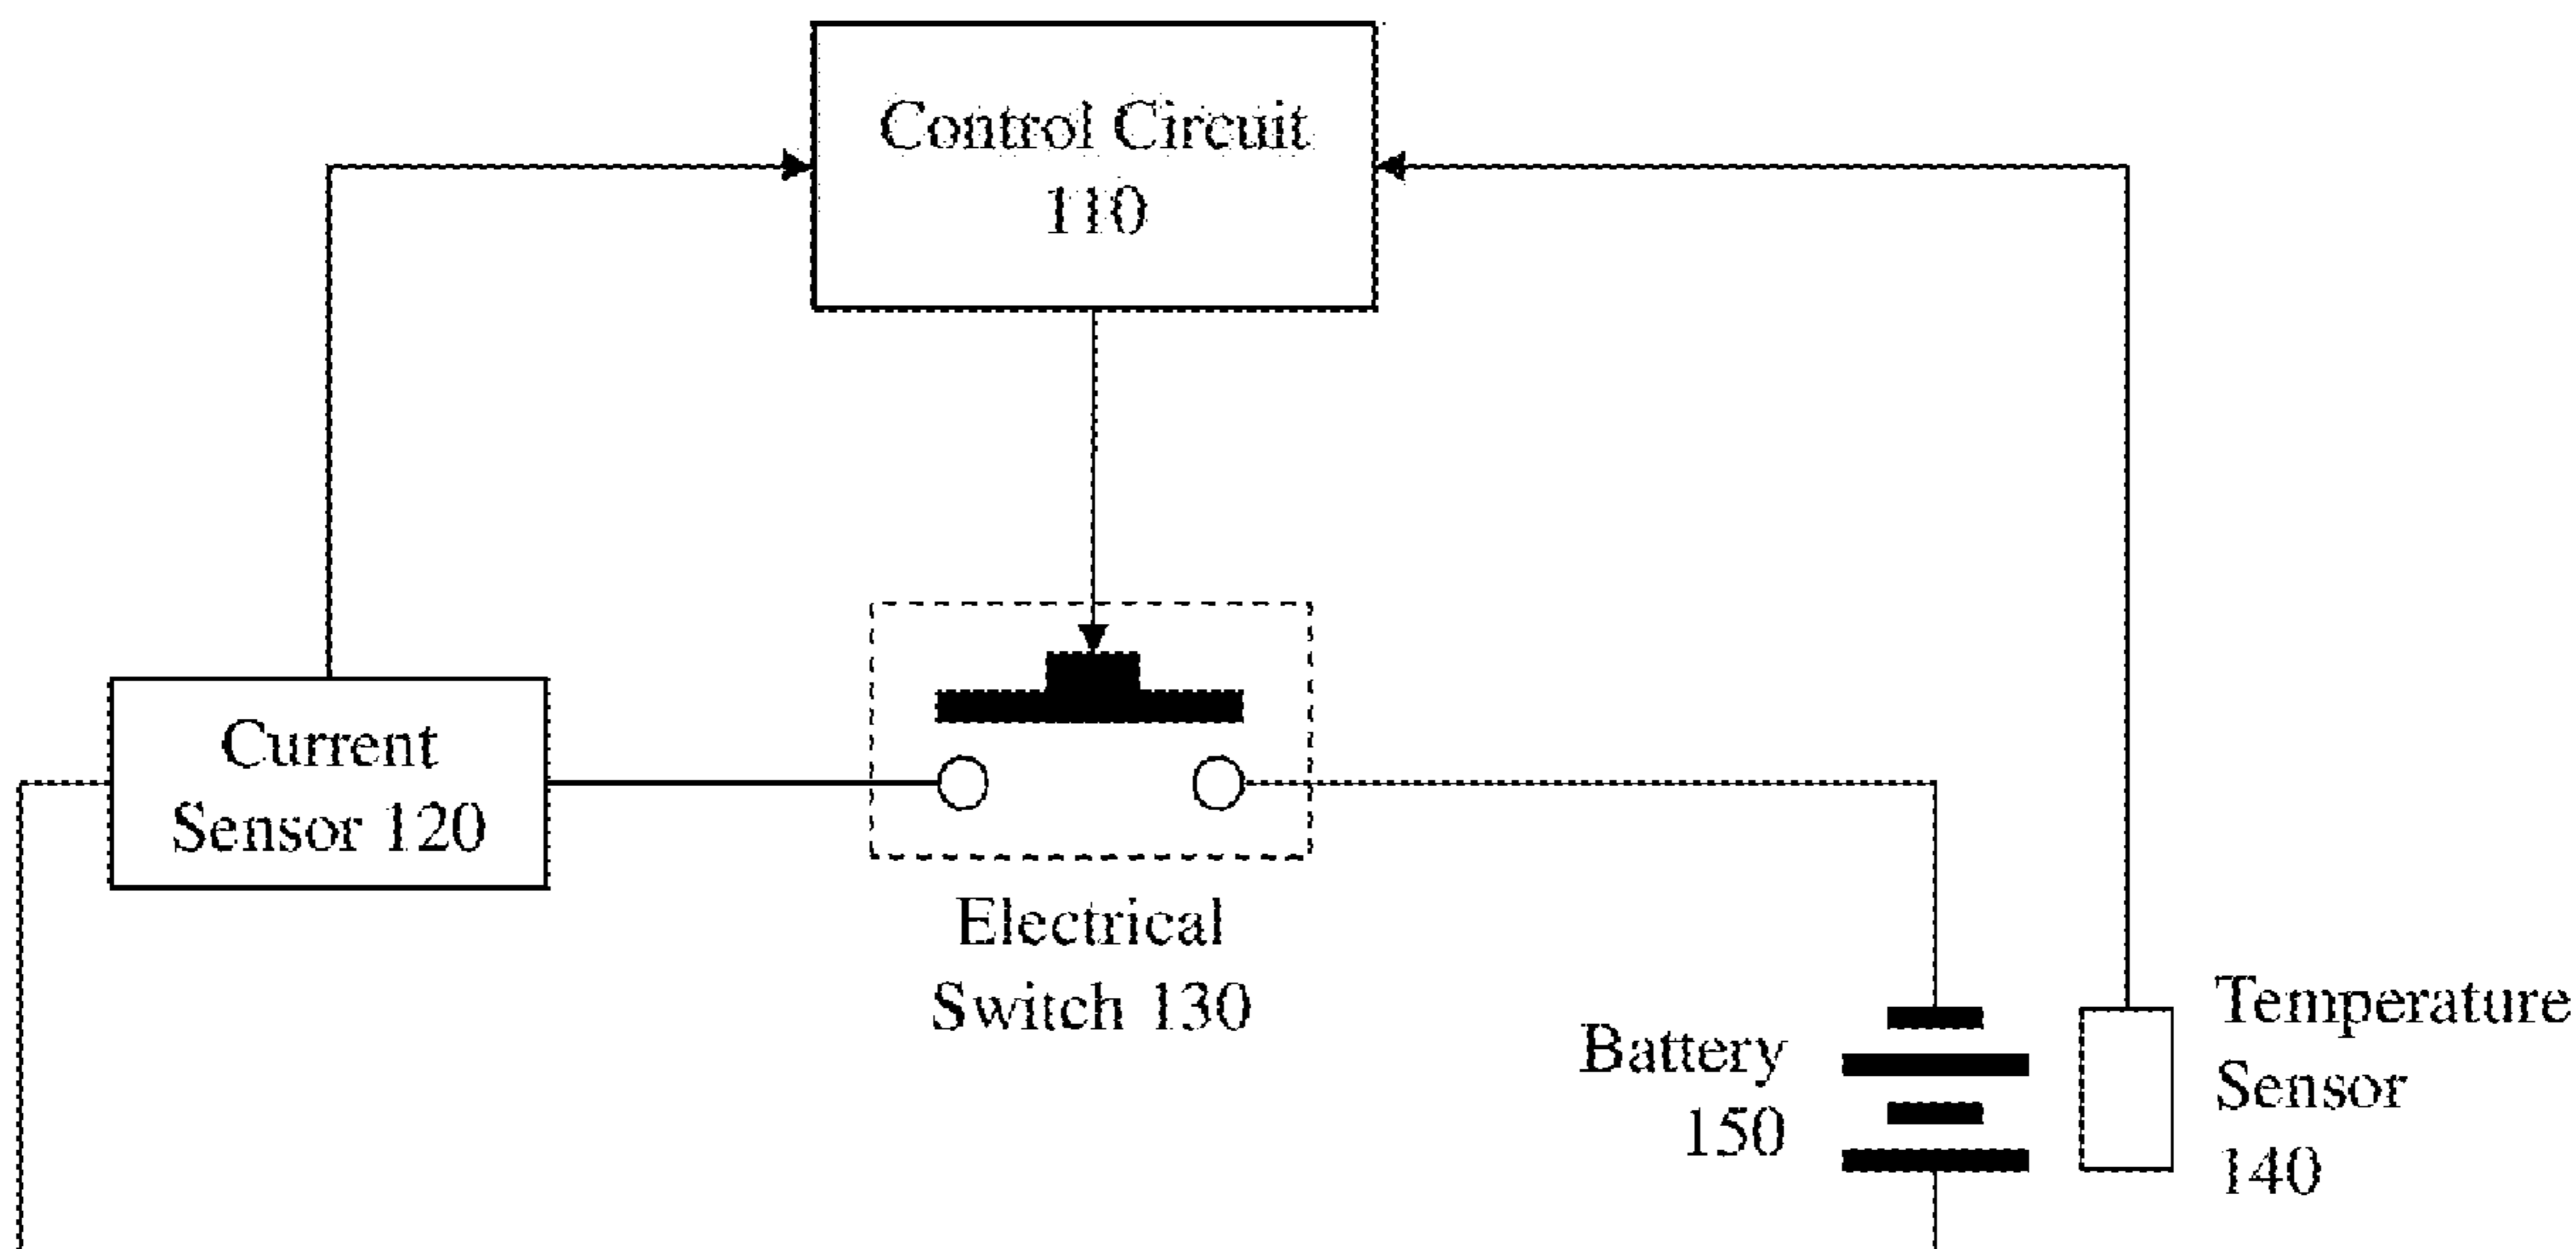 Control Circuit
110
Current
Sensor 120
Electrical
Switch 130
Battery
150
Temperature
Sensor
140